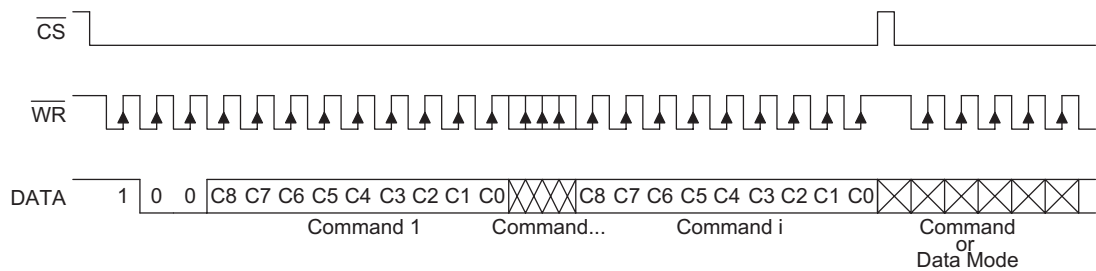 CS
WR
DATA 1 0 0 C8 C7 C6 C5 C4 C3 C2 C1 C0 C8 C7 C6 C5 C4 C3 C2 C1 C0
Command 1 Command... Command i Command
or
Data Mode